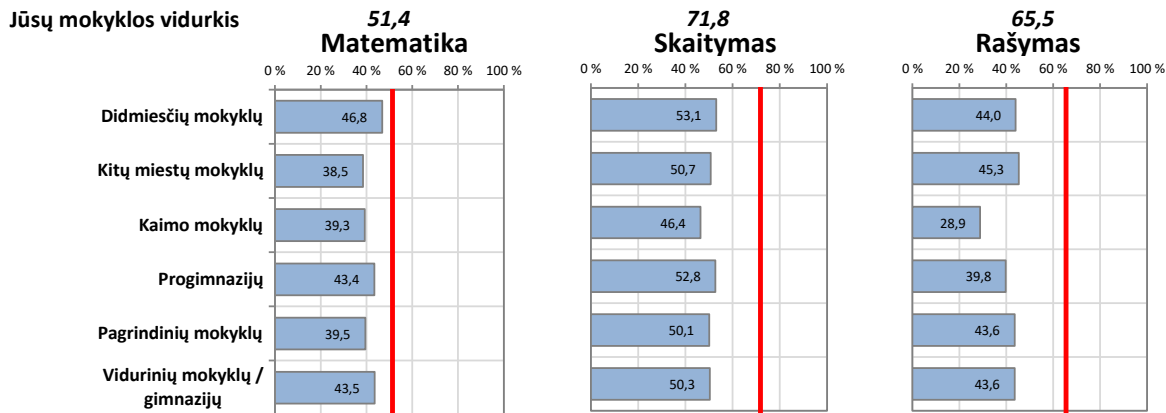 Jūsų mokyklos vidurkis 51,4 71,8 65,5
Matematika Skaitymas Rašymas
0 % 20 % 40 % 60 % 80 % 100 % 0 % 20 % 40 % 60 % 80 % 100 % 0 % 20 % 40 % 60 % 80 % 100 %
Didmiesčių mokyklų 46,8 53,1 44,0
Kitų miestų mokyklų 38,5 50,7 45,3
Kaimo mokyklų 39,3 46,4 28,9
Progimnazijų 43,4 52,8 39,8
Pagrindinių mokyklų 39,5 50,1 43,6
Vidurinių mokyklų /
gimnazijų 43,5 50,3 43,6